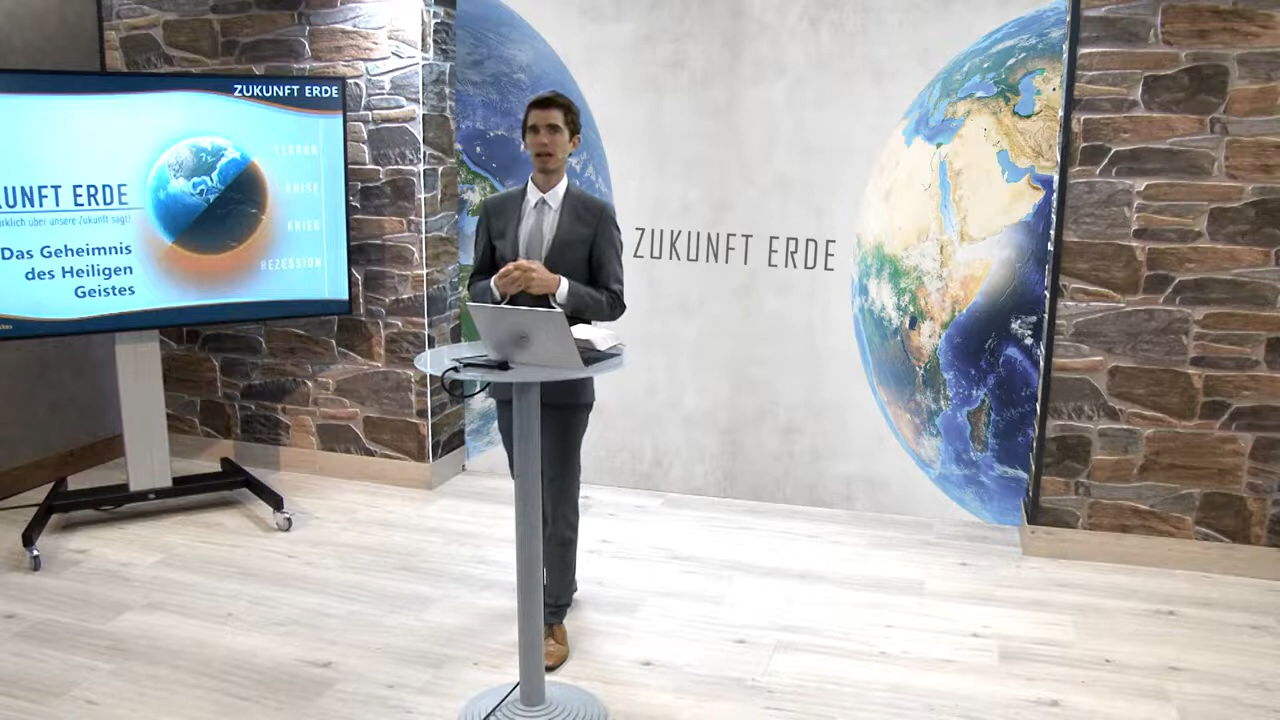 ZUKUNFT ERDE
TERROR
KRISE
KUNFT ERDE
rklich über unsere Zukunft sagt!
KRIEG
Das Geheimnis
des Heiligen
Geistes
REZESSION
ZUKUNFT ERDE